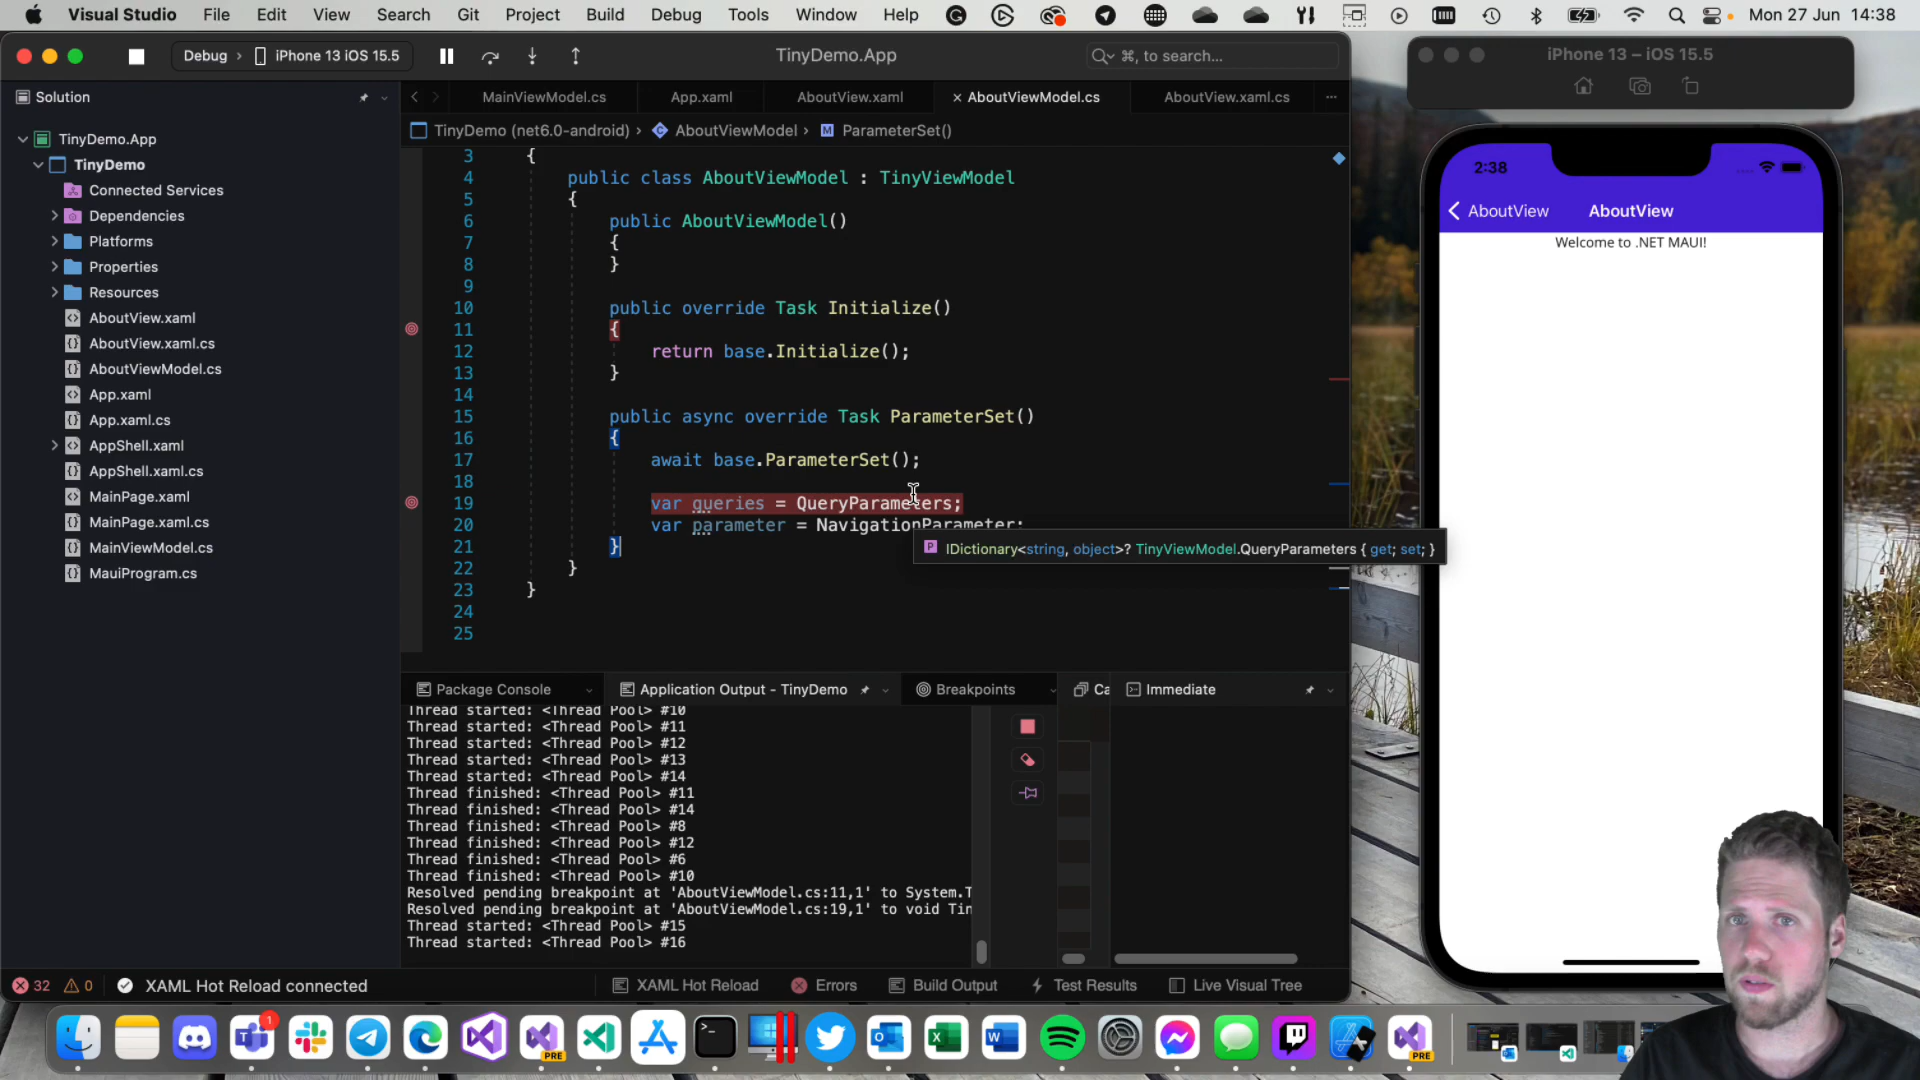 Visual Studio File Edit View Search Git Project Build Debug Tools Window Help Mon 27 Jun 14:38
Debug › iPhone 13 iOS 15.5
TinyDemo.App
⌘, to search...
iPhone 13 – iOS 15.5
Solution
MainViewModel.cs App.xaml AboutView.xaml × AboutViewModel.cs AboutView.xaml.cs
TinyDemo (net6.0-android) › AboutViewModel › ParameterSet()
TinyDemo.App
TinyDemo
Connected Services
Dependencies
Platforms
Properties
Resources
AboutView.xaml
AboutView.xaml.cs
AboutViewModel.cs
App.xaml
App.xaml.cs
AppShell.xaml
AppShell.xaml.cs
MainPage.xaml
MainPage.xaml.cs
MainViewModel.cs
MauiProgram.cs
3 {
4 public class AboutViewModel : TinyViewModel
5 {
6 public AboutViewModel()
7 {
8 }
9
10 public override Task Initialize()
11 {
12 return base.Initialize();
13 }
14
15 public async override Task ParameterSet()
16 {
17 await base.ParameterSet();
18
19 var queries = QueryParameters;
20 var parameter = NavigationParameter;
21 }
22 }
23 }
24
25
IDictionary<string, object>? TinyViewModel.QueryParameters { get; set; }
2:38
AboutView AboutView
Welcome to .NET MAUI!
Package Console Application Output - TinyDemo Breakpoints Ca Immediate
Thread started: <Thread Pool> #10
Thread started: <Thread Pool> #11
Thread started: <Thread Pool> #12
Thread started: <Thread Pool> #13
Thread started: <Thread Pool> #14
Thread finished: <Thread Pool> #11
Thread finished: <Thread Pool> #14
Thread finished: <Thread Pool> #8
Thread finished: <Thread Pool> #12
Thread finished: <Thread Pool> #6
Thread finished: <Thread Pool> #10
Resolved pending breakpoint at 'AboutViewModel.cs:11,1' to System.T
Resolved pending breakpoint at 'AboutViewModel.cs:19,1' to void Tin
Thread started: <Thread Pool> #15
Thread started: <Thread Pool> #16
32 0 XAML Hot Reload connected XAML Hot Reload Errors Build Output Test Results Live Visual Tree
1
PRE
PRE